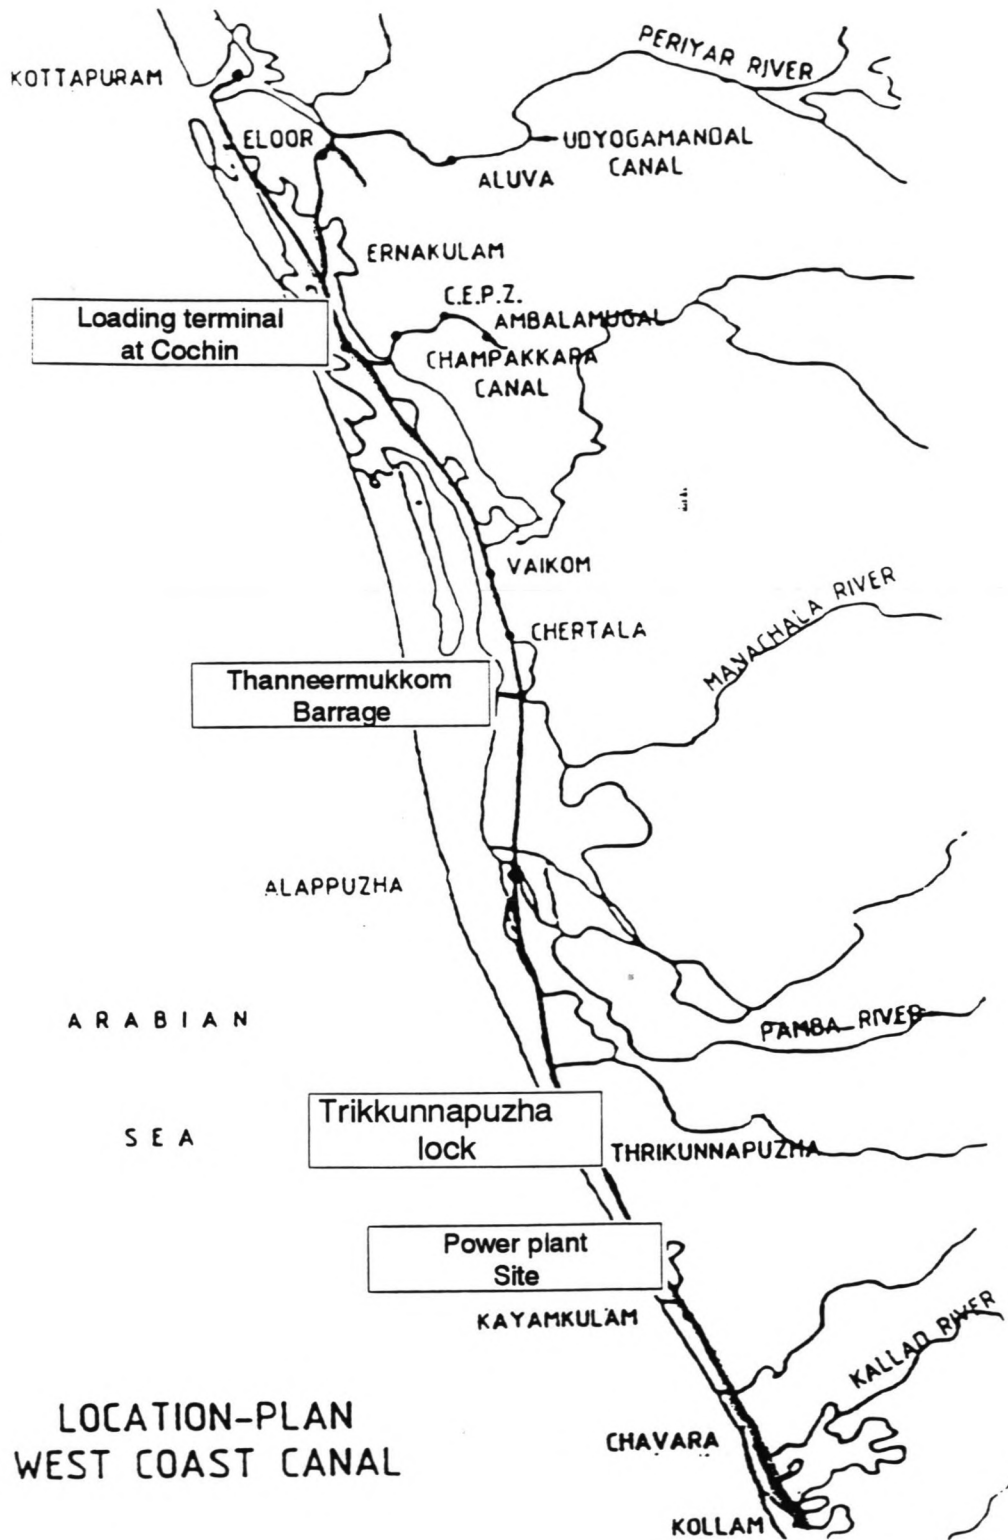 PERIYAR RIVER
KOTTAPURAM
ELOOR
UDYOGAMANDAL
CANAL
ALUVA
ERNAKULAM
C.E.P.Z.
Loading terminal
at Cochin
AMBALAMUGAL
CHAMPAKKARA
CANAL
VAIKOM
MANACHALA RIVER
CHERTALA
Thanneermukkom
Barrage
ALAPPUZHA
ARABIAN
PAMBA RIVER
Trikkunnapuzha
lock
SEA
THRIKUNNAPUZHA
Power plant
Site
KAYAMKULAM
KALLAD RIVER
LOCATION-PLAN
WEST COAST CANAL
CHAVARA
KOLLAM